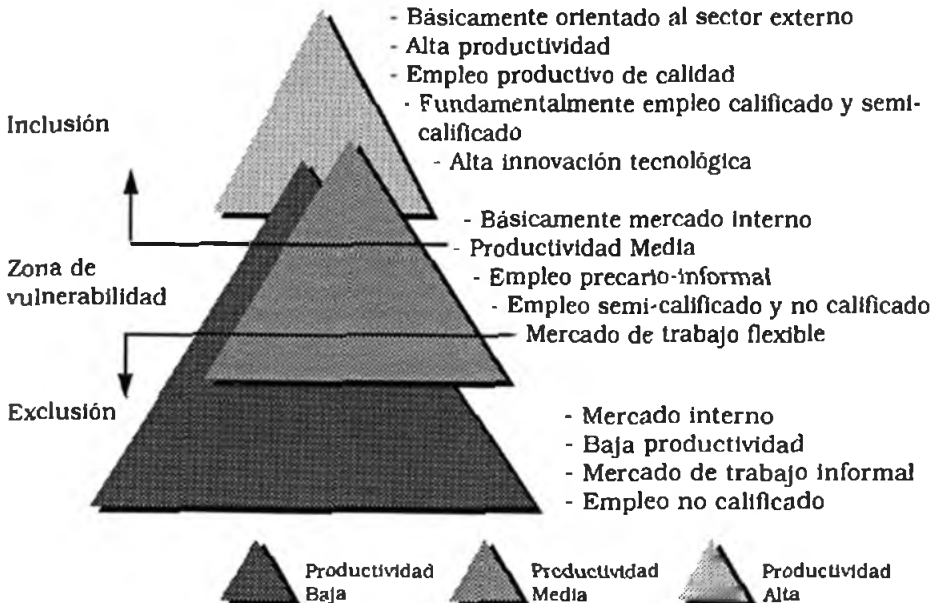 - Básicamente orientado al sector externo
- Alta productividad
- Empleo productivo de calidad
- Fundamentalmente empleo calificado y semi-
calificado
- Alta innovación tecnológica
Inclusión
- Básicamente mercado interno
- Productividad Media
- Empleo precario-informal
- Empleo semi-calificado y no calificado
Mercado de trabajo flexible
Zona de
vulnerabilidad
Exclusión
- Mercado interno
- Baja productividad
- Mercado de trabajo informal
- Empleo no calificado
Productividad
Baja
Productividad
Media
Productividad
Alta